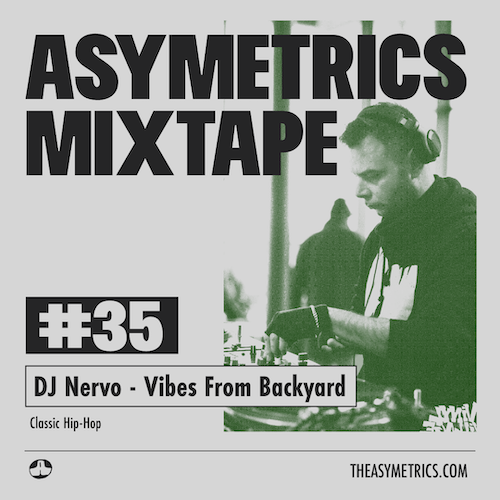 ASYMETRICS
MIXTAPE
#35
DJ Nervo - Vibes From Backyard
Classic Hip-Hop
THEASYMETRICS.COM